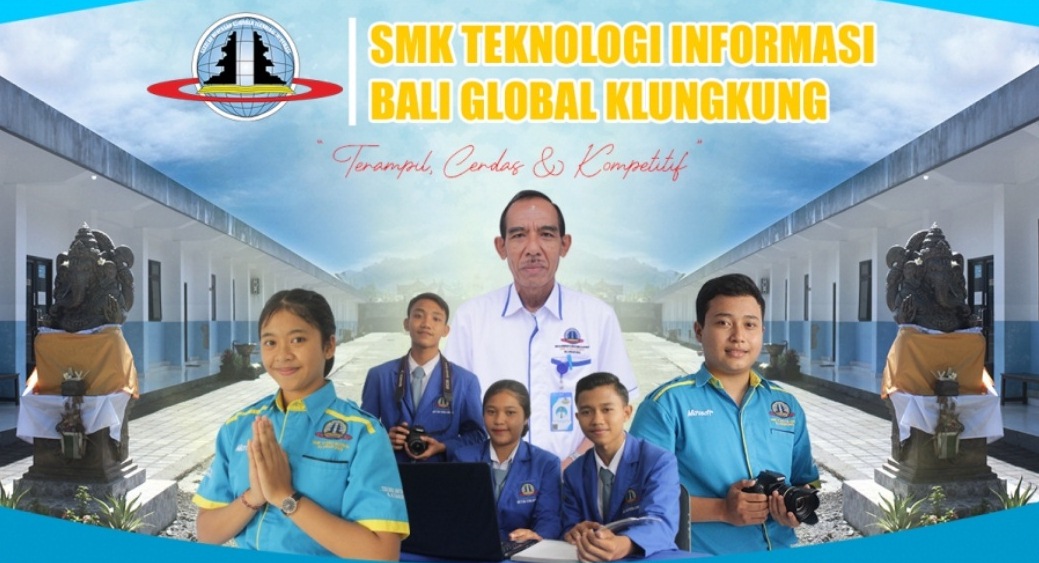 SMK TEKNOLOGI INFORMASI
BALI GLOBAL KLUNGKUNG
" Terampil, Cerdas & Kompetitif "